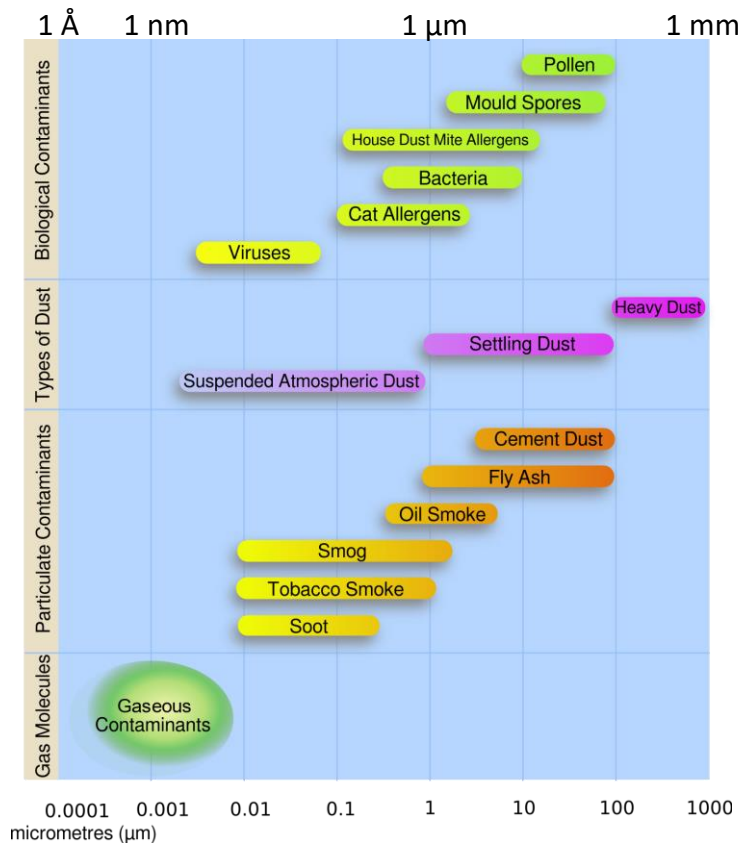 1 Å 1 nm 1 μm 1 mm
Biological Contaminants
Pollen
Mould Spores
House Dust Mite Allergens
Bacteria
Cat Allergens
Viruses
Types of Dust
Heavy Dust
Settling Dust
Suspended Atmospheric Dust
Particulate Contaminants
Cement Dust
Fly Ash
Oil Smoke
Smog
Tobacco Smoke
Soot
Gas Molecules
Gaseous
Contaminants
0.0001 0.001 0.01 0.1 1 10 100 1000
micrometres (μm)